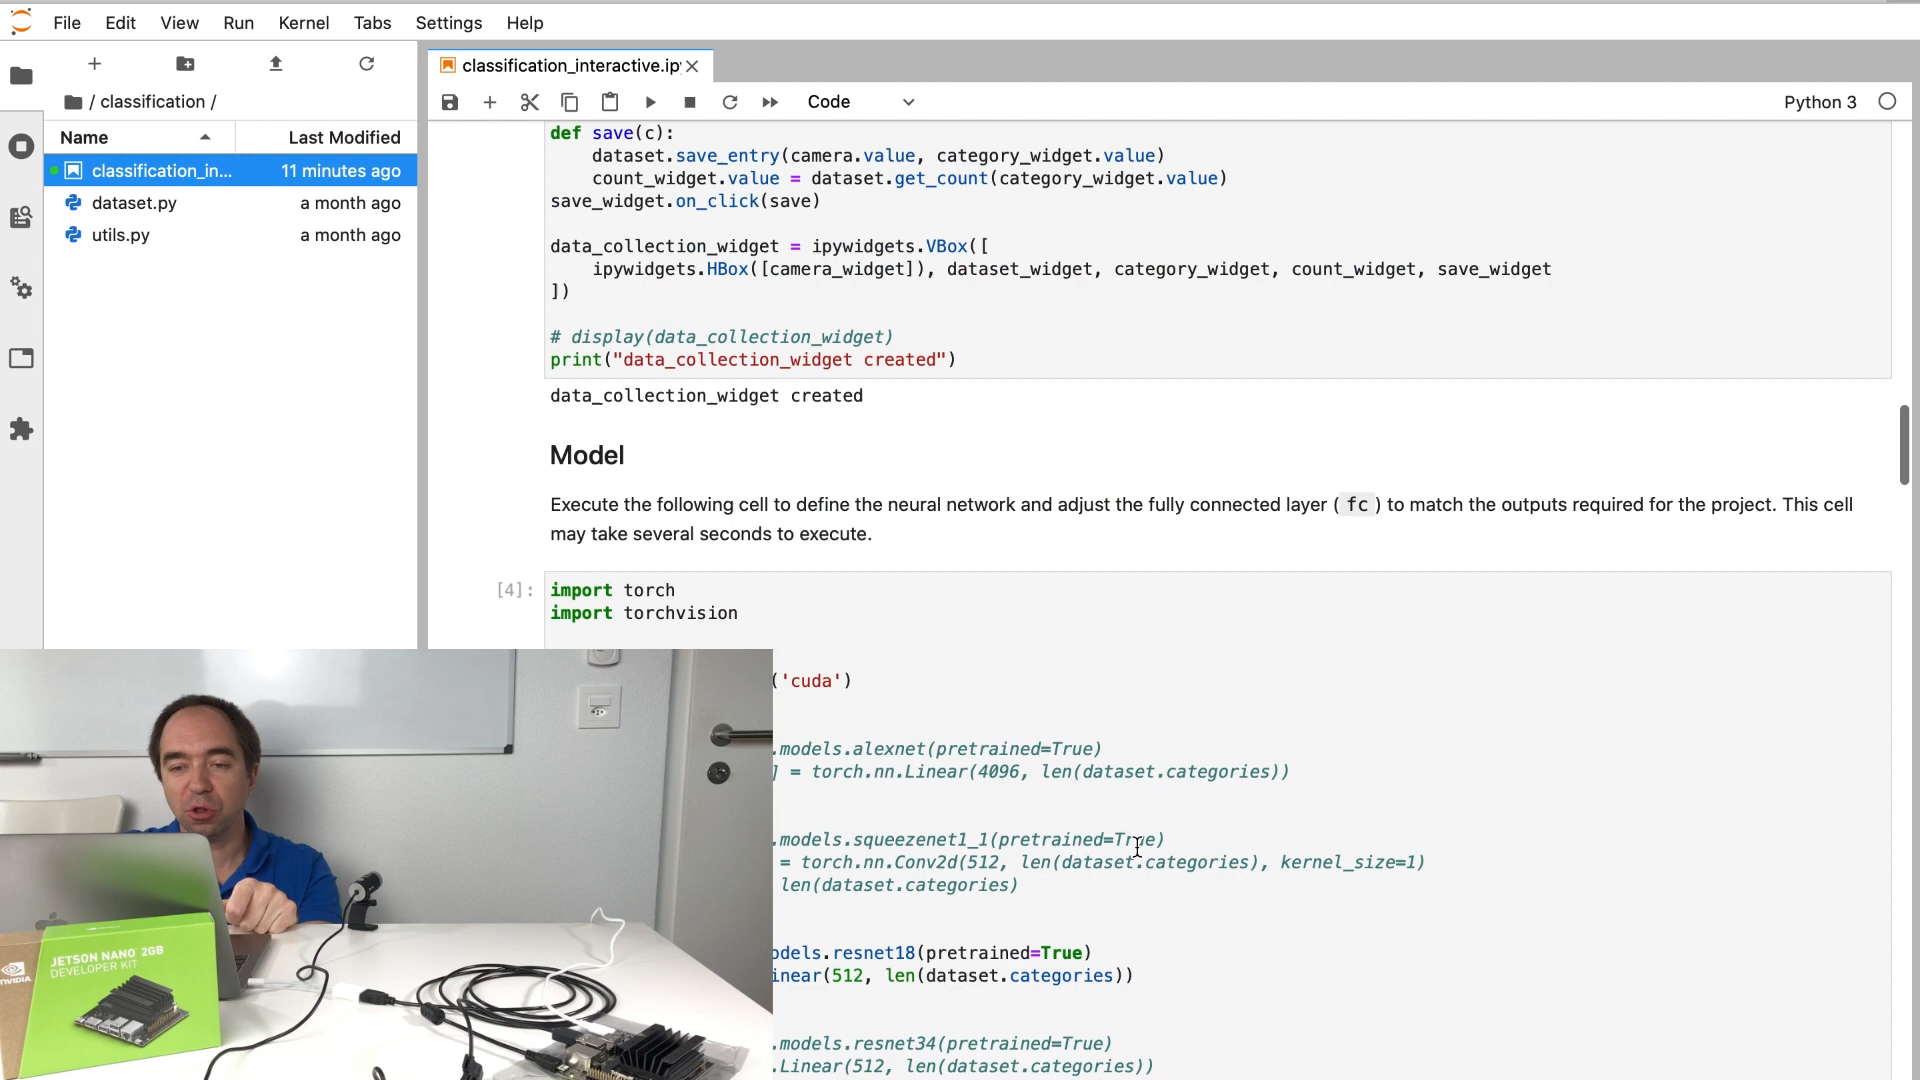 File Edit View Run Kernel Tabs Settings Help
/ classification /
Name Last Modified
classification_in... 11 minutes ago
dataset.py a month ago
utils.py a month ago
classification_interactive.ip
Code
Python 3
def save(c):
dataset.save_entry(camera.value, category_widget.value)
count_widget.value = dataset.get_count(category_widget.value)
save_widget.on_click(save)
data_collection_widget = ipywidgets.VBox([
ipywidgets.HBox([camera_widget]), dataset_widget, category_widget, count_widget, save_widget
])
# display(data_collection_widget)
print("data_collection_widget created")
data_collection_widget created
Model
Execute the following cell to define the neural network and adjust the fully connected layer ( fc ) to match the outputs required for the project. This cell
may take several seconds to execute.
[4]:
import torch
import torchvision
('cuda')
.models.alexnet(pretrained=True)
] = torch.nn.Linear(4096, len(dataset.categories))
.models.squeezenet1_1(pretrained=True)
= torch.nn.Conv2d(512, len(dataset.categories), kernel_size=1)
len(dataset.categories)
odels.resnet18(pretrained=True)
inear(512, len(dataset.categories))
.models.resnet34(pretrained=True)
.Linear(512, len(dataset.categories))
NVIDIA
JETSON NANO 2GB
DEVELOPER KIT